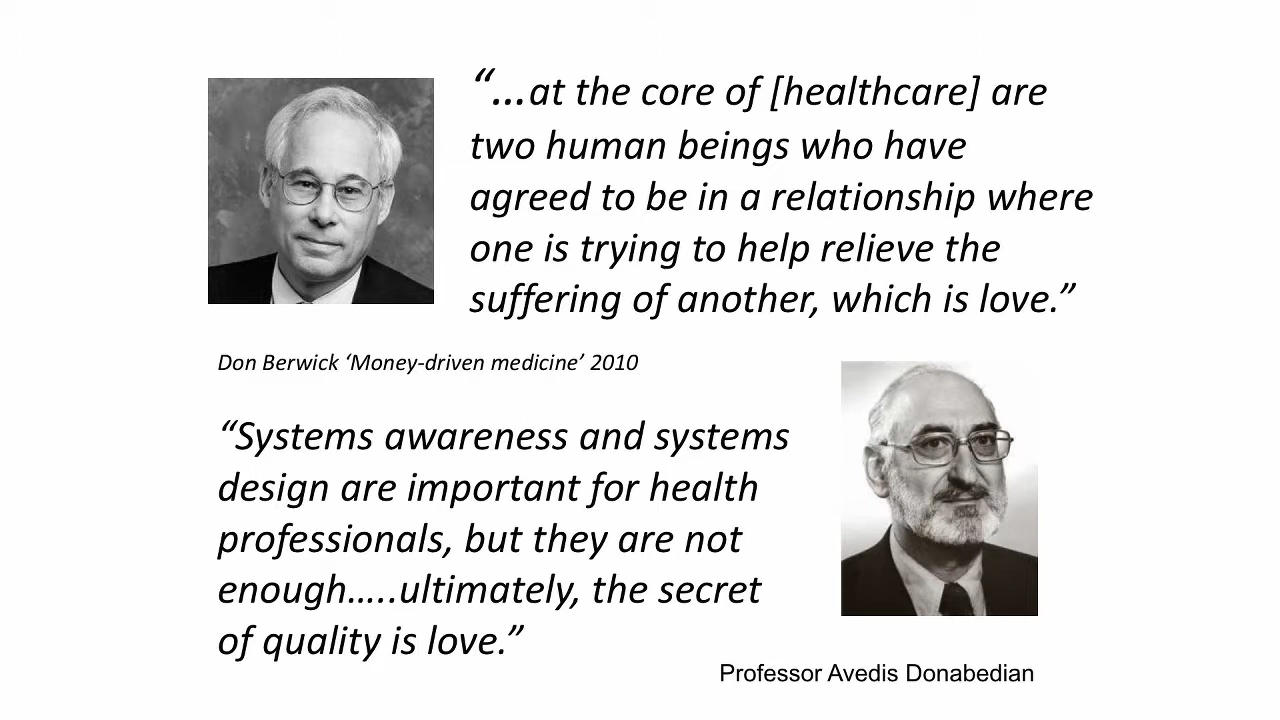 “...at the core of [healthcare] are
two human beings who have
agreed to be in a relationship where
one is trying to help relieve the
suffering of another, which is love.”
Don Berwick ‘Money-driven medicine’ 2010
“Systems awareness and systems
design are important for health
professionals, but they are not
enough…..ultimately, the secret
of quality is love.”
Professor Avedis Donabedian